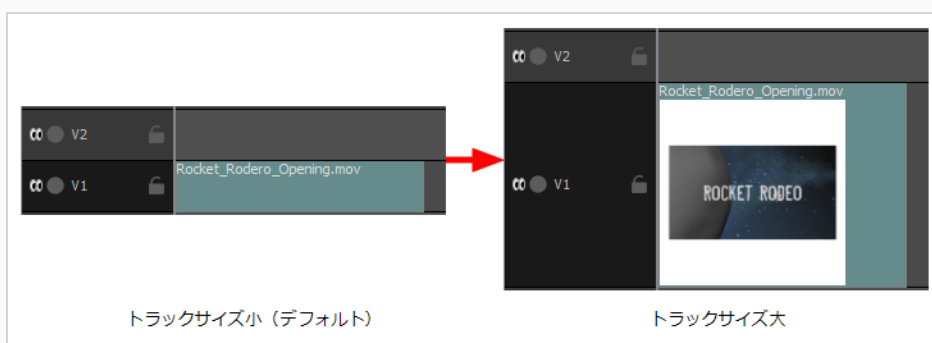 V2
V1
Rocket_Rodero_Opening.mov
トラックサイズ小（デフォルト）
V2
Rocket_Rodero_Opening.mov
V1
ROCKET RODEO
トラックサイズ大